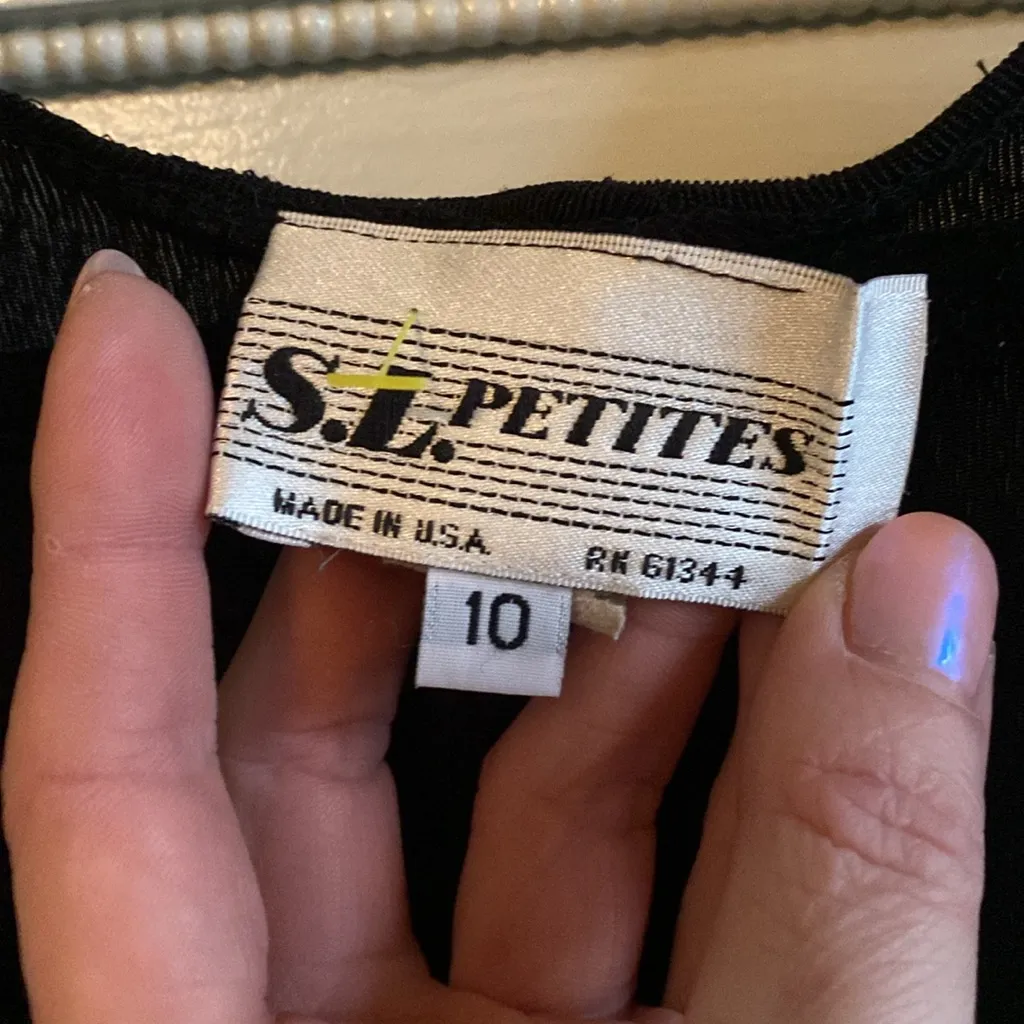 S.L. PETITES
MADE IN U.S.A.
RN 61344
10